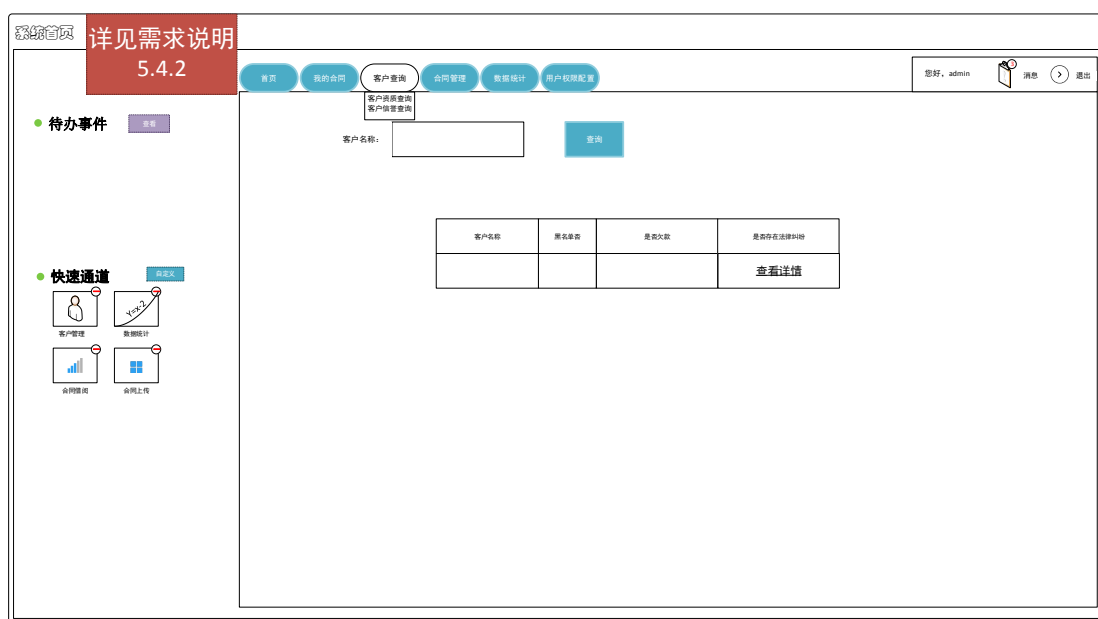 系统首页
详见需求说明
5.4.2
首页
我的合同
客户查询
合同管理
数据统计
用户权限配置
您好，admin
3
消息
退出
客户资质查询
客户信誉查询
待办事件
查看
客户名称：
查询
客户名称
黑名单否
是否欠款
是否存在法律纠纷
查看详情
快速通道
自定义
Y=x-2
客户管理
数据统计
合同借阅
合同上传